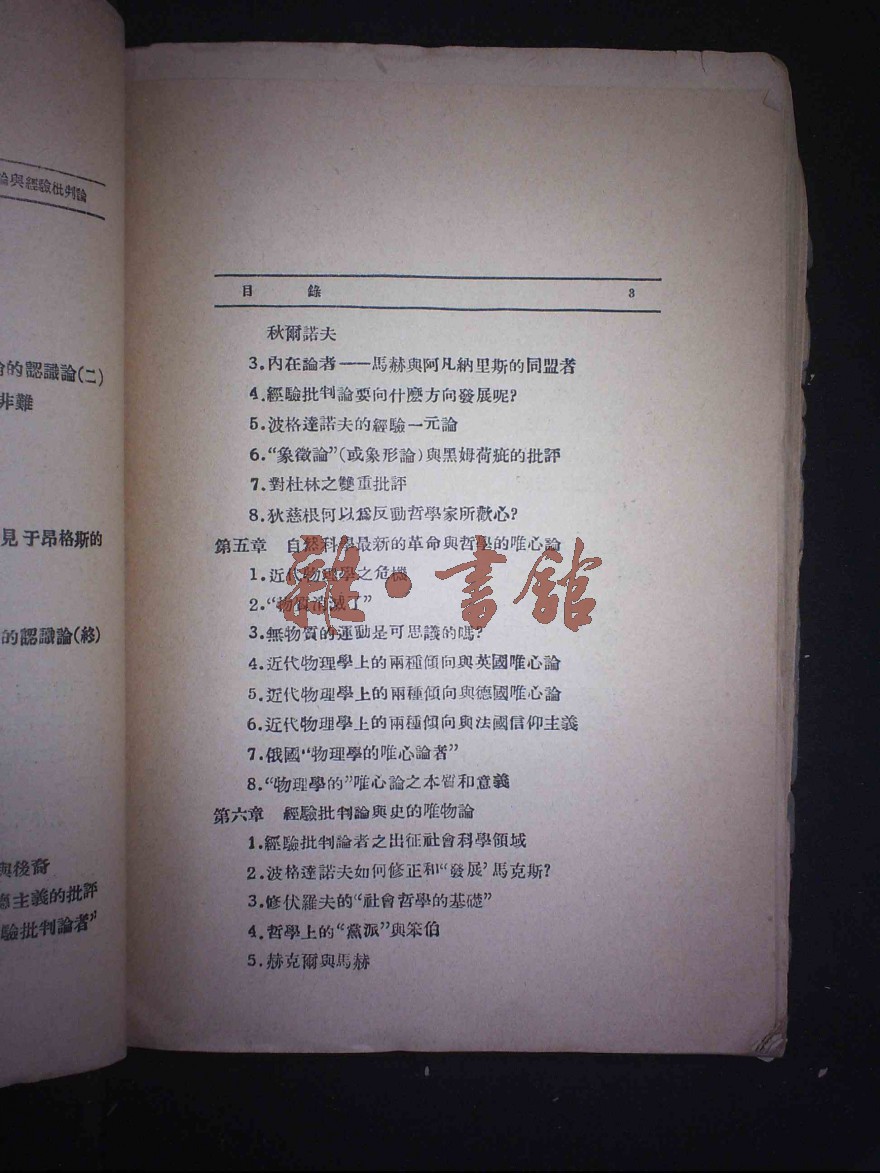 論與經驗批判論
的認識論(二)
非難
見于昂格斯的
的認識論(終)
與後裔
主義的批評
驗批判論者”
目 錄 3
秋爾諾夫
3.內在論者——馬赫與阿凡納里斯的同盟者
4.經驗批判論要向什麽方向發展呢?
5.波格達諾夫的經驗一元論
6.“象徵論”(或象形論)與黑姆荷疵的批評
7.對杜林之雙重批評
8.狄慈根何以爲反動哲學家所歡心?
第五章 自然科學最新的革命與哲學的唯心論
1.近代物理學之危機
2.“物質消滅了”
3.無物質的運動是可思議的嗎?
4.近代物理學上的兩種傾向與英國唯心論
5.近代物理學上的兩種傾向與德國唯心論
6.近代物理學上的兩種傾向與法國信仰主義
7.俄國“物理學的唯心論者”
8.“物理學的”唯心論之本質和意義
第六章 經驗批判論與史的唯物論
1.經驗批判論者之出征社會科學領域
2.波格達諾夫如何修正和“發展’馬克斯?
3.修伏羅夫的“社會哲學的基礎”
4.哲學上的“黨派”與笨伯
5.赫克爾與馬赫
雜·書館